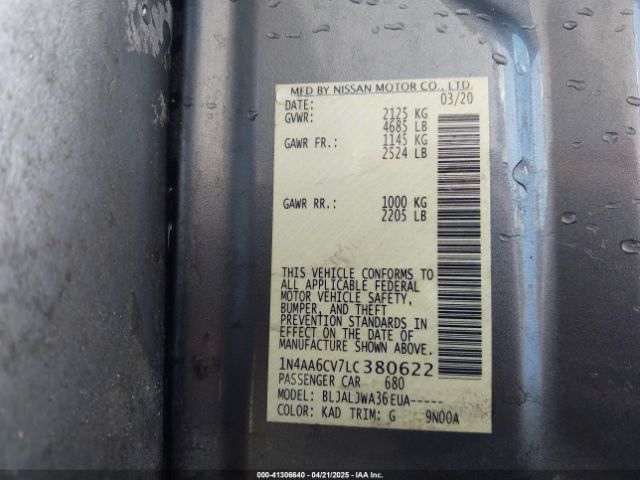 MFD BY NISSAN MOTOR CO., LTD.
DATE: 03/20
GVWR: 2125 KG
4685 LB
GAWR FR.: 1145 KG
2524 LB
GAWR RR.: 1000 KG
2205 LB
THIS VEHICLE CONFORMS TO
ALL APPLICABLE FEDERAL
MOTOR VEHICLE SAFETY,
BUMPER, AND THEFT
PREVENTION STANDARDS IN
EFFECT ON THE DATE OF
MANUFACTURE SHOWN ABOVE.
1N4AA6CV7LC380622
PASSENGER CAR 680
MODEL: BLJALJWA36EUA-----
COLOR: KAD TRIM: G 9N00A
000-41306640 - 04/21/2025 - IAA Inc.